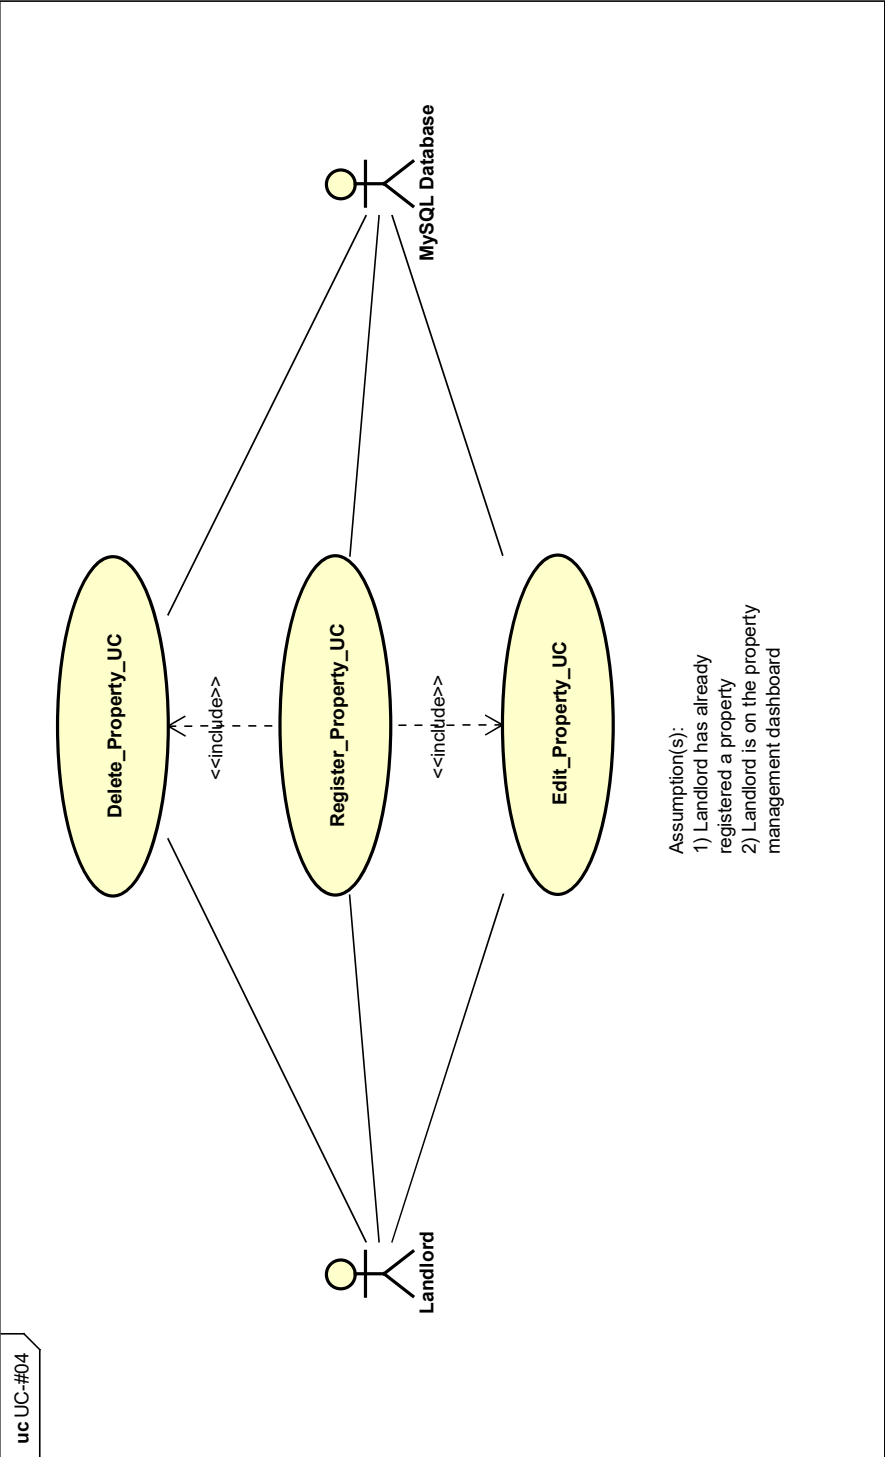 uc UC-#04
Delete_Property_UC
<<include>>
Landlord
Register_Property_UC
MySQL Database
<<include>>
Edit_Property_UC
Assumption(s):
1) Landlord has already
registered a property
2) Landlord is on the property
management dashboard